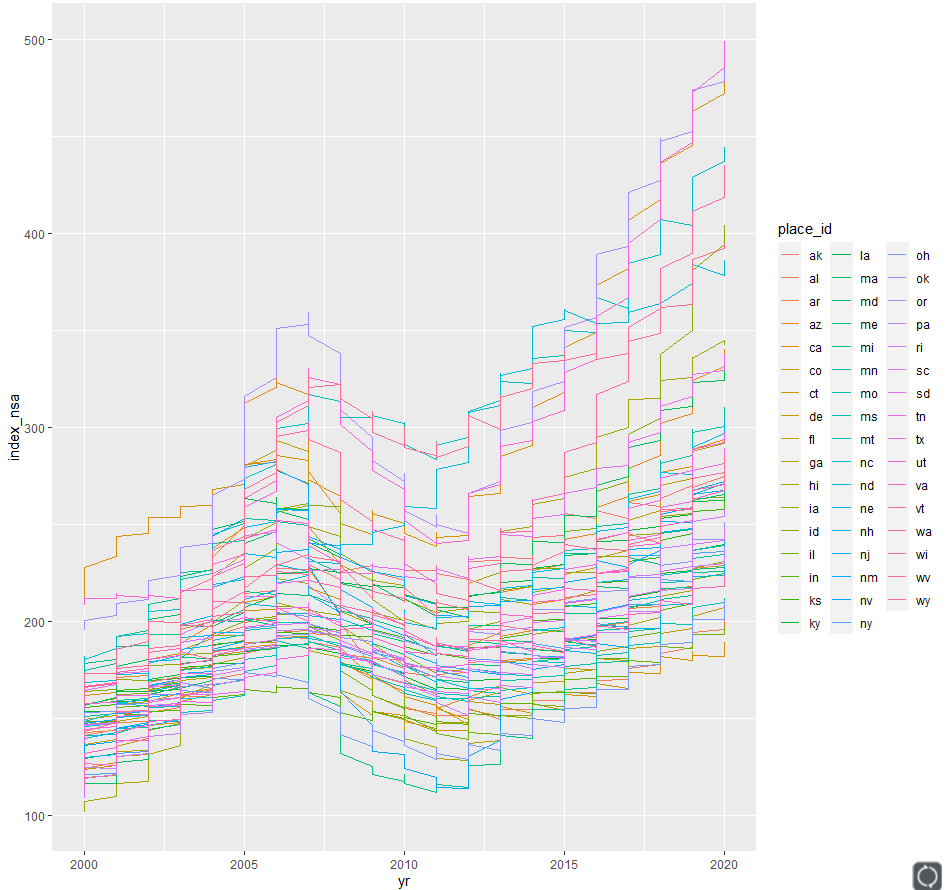 500
400
300
200
100
index_nsa
2000 2005 2010 2015 2020
yr
place_id
ak la oh
al ma ok
ar md or
az me pa
ca mi ri
co mn sc
ct mo sd
de ms tn
fl mt tx
ga nc ut
hi nd va
ia ne vt
id nh wa
il nj wi
in nm wv
ks nv wy
ky ny